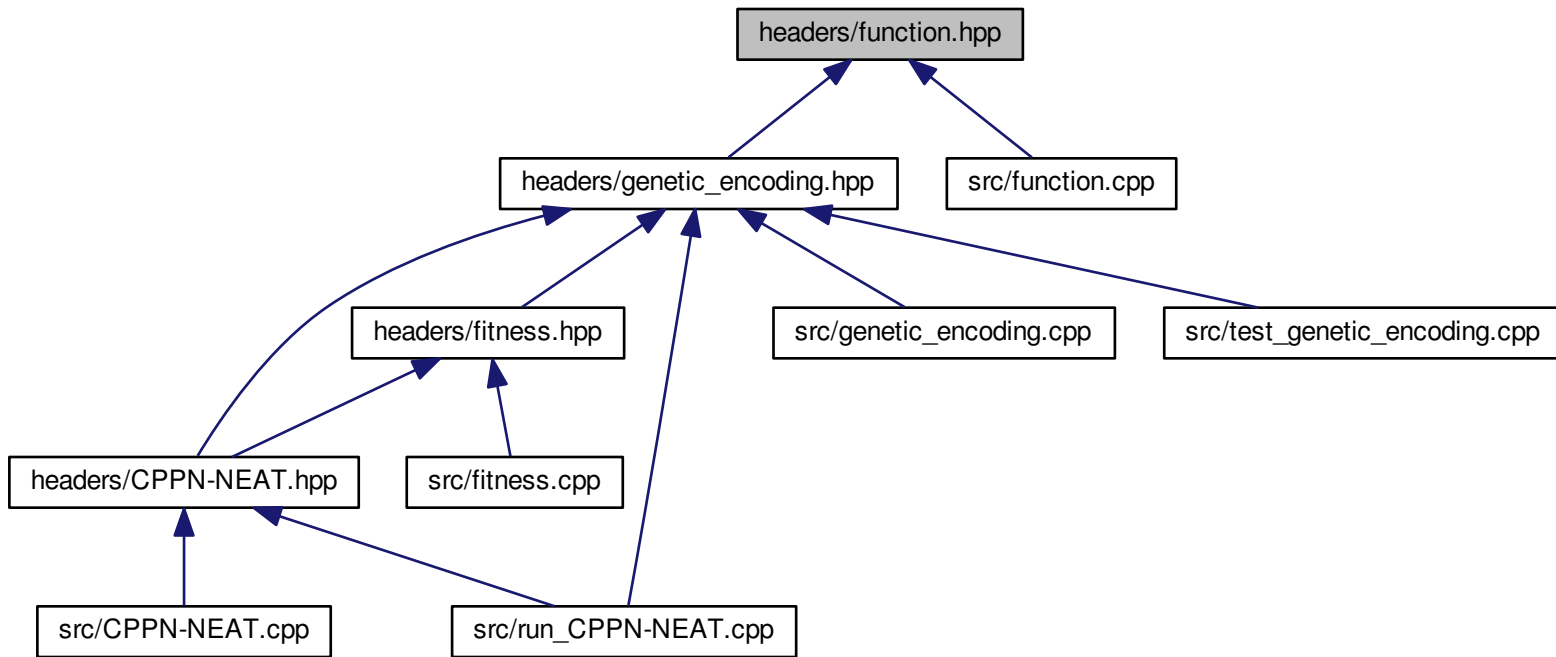 headers/function.hpp
headers/genetic_encoding.hpp
src/function.cpp
headers/fitness.hpp
src/genetic_encoding.cpp
src/test_genetic_encoding.cpp
headers/CPPN-NEAT.hpp
src/fitness.cpp
src/CPPN-NEAT.cpp
src/run_CPPN-NEAT.cpp